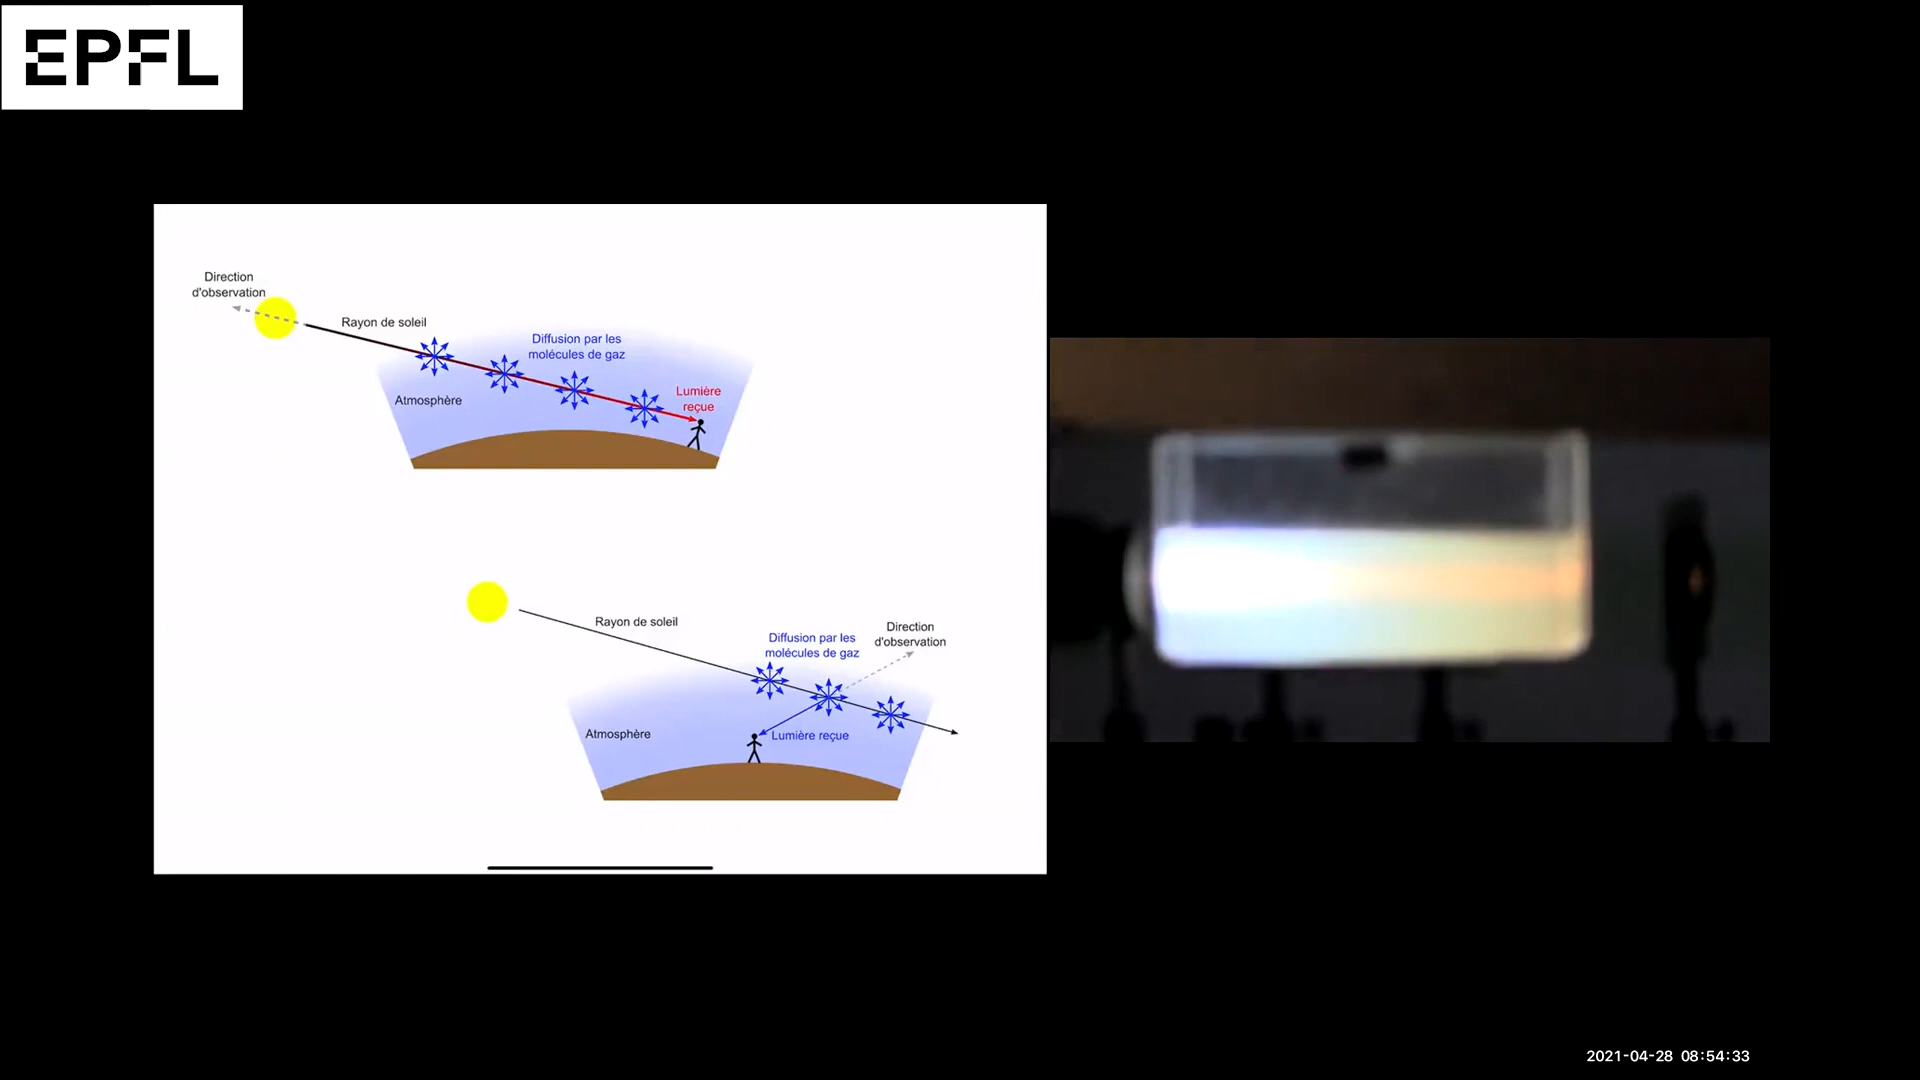 EPFL
Direction
d'observation
Rayon de soleil
Diffusion par les
molécules de gaz
Lumière
reçue
Atmosphère
Rayon de soleil
Direction
d'observation
Diffusion par les
molécules de gaz
Atmosphère
Lumière reçue
2021-04-28 08:54:33